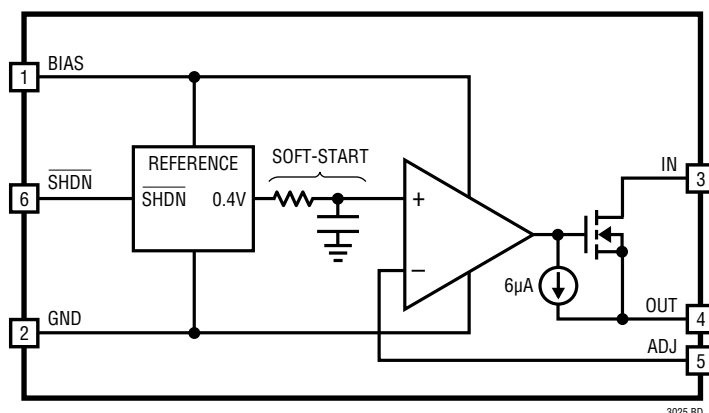 1 BIAS
REFERENCE
SOFT-START
IN
3
6 SHDN
SHDN 0.4V
+
−
6µA
2 GND
OUT 4
ADJ
5
3025 BD